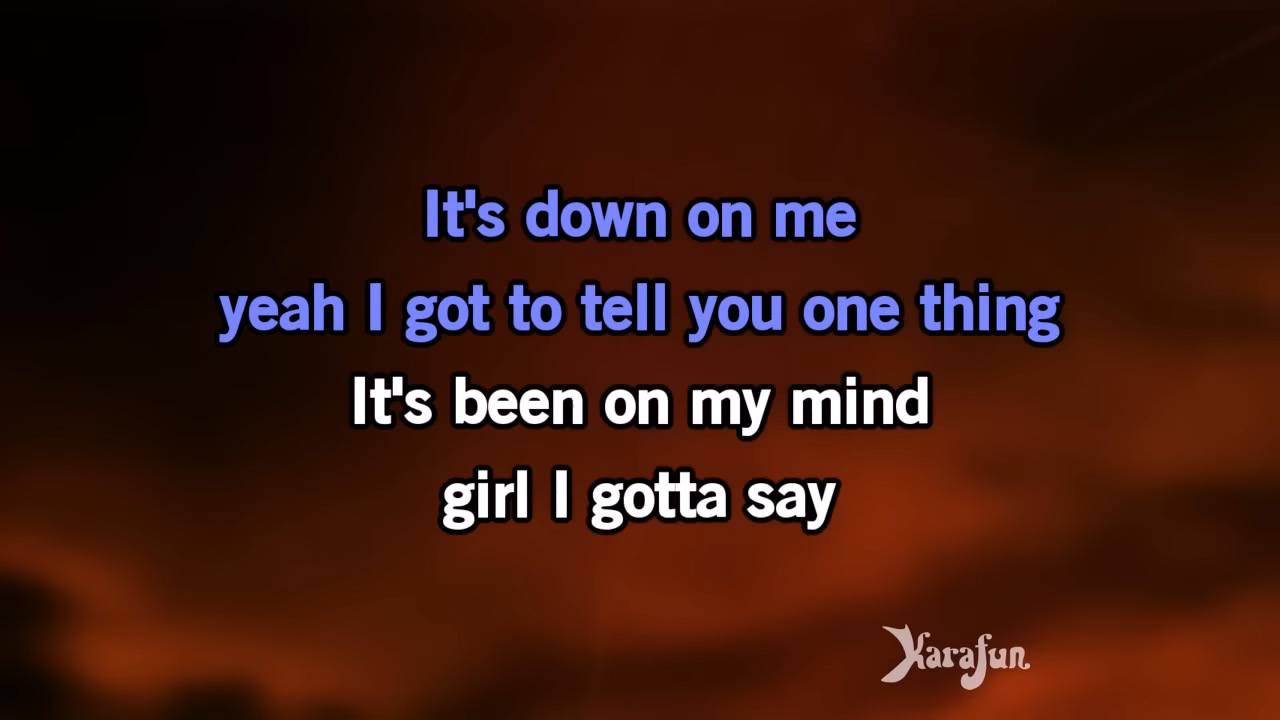 It's down on me
yeah I got to tell you one thing
It's been on my mind
girl I gotta say
Karafun